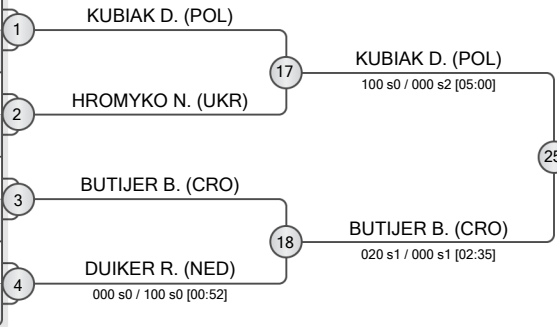 KUBIAK D. (POL)
1
17
KUBIAK D. (POL)
100 s0 / 000 s2 [05:00]
HROMYKO N. (UKR)
2
25
BUTIJER B. (CRO)
3
18
BUTIJER B. (CRO)
020 s1 / 000 s1 [02:35]
DUIKER R. (NED)
4
000 s0 / 100 s0 [00:52]